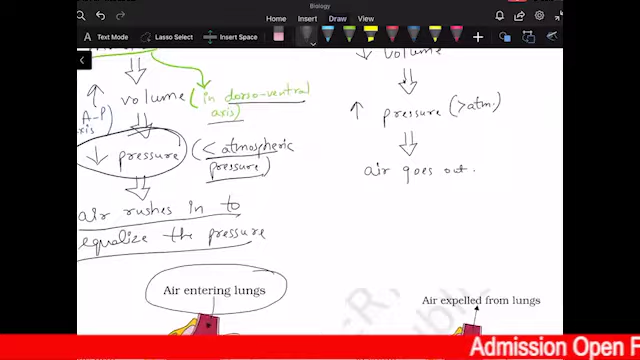 Biology
Home Insert Draw View
Text Mode Lasso Select Insert Space
volume (in dorso-ventral
axis)
A-P
axis)
↓ pressure (< atmospheric
pressure)
air rushes in to
equalize the pressure
Air entering lungs
↓ volume
↑ pressure (>atm.)
air goes out.
Air expelled from lungs
Admission Open F